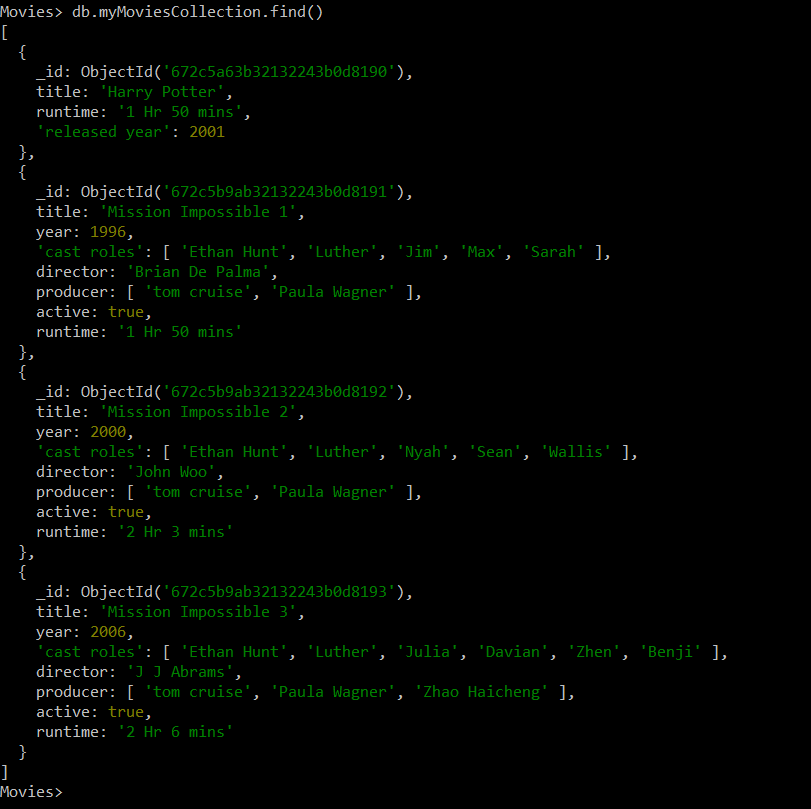 Movies> db.myMoviesCollection.find()
[
  {
    _id: ObjectId('672c5a63b32132243b0d8190'),
    title: 'Harry Potter',
    runtime: '1 Hr 50 mins',
    'released year': 2001
  },
  {
    _id: ObjectId('672c5b9ab32132243b0d8191'),
    title: 'Mission Impossible 1',
    year: 1996,
    'cast roles': [ 'Ethan Hunt', 'Luther', 'Jim', 'Max', 'Sarah' ],
    director: 'Brian De Palma',
    producer: [ 'tom cruise', 'Paula Wagner' ],
    active: true,
    runtime: '1 Hr 50 mins'
  },
  {
    _id: ObjectId('672c5b9ab32132243b0d8192'),
    title: 'Mission Impossible 2',
    year: 2000,
    'cast roles': [ 'Ethan Hunt', 'Luther', 'Nyah', 'Sean', 'Wallis' ],
    director: 'John Woo',
    producer: [ 'tom cruise', 'Paula Wagner' ],
    active: true,
    runtime: '2 Hr 3 mins'
  },
  {
    _id: ObjectId('672c5b9ab32132243b0d8193'),
    title: 'Mission Impossible 3',
    year: 2006,
    'cast roles': [ 'Ethan Hunt', 'Luther', 'Julia', 'Davian', 'Zhen', 'Benji' ],
    director: 'J J Abrams',
    producer: [ 'tom cruise', 'Paula Wagner', 'Zhao Haicheng' ],
    active: true,
    runtime: '2 Hr 6 mins'
  }
]
Movies>